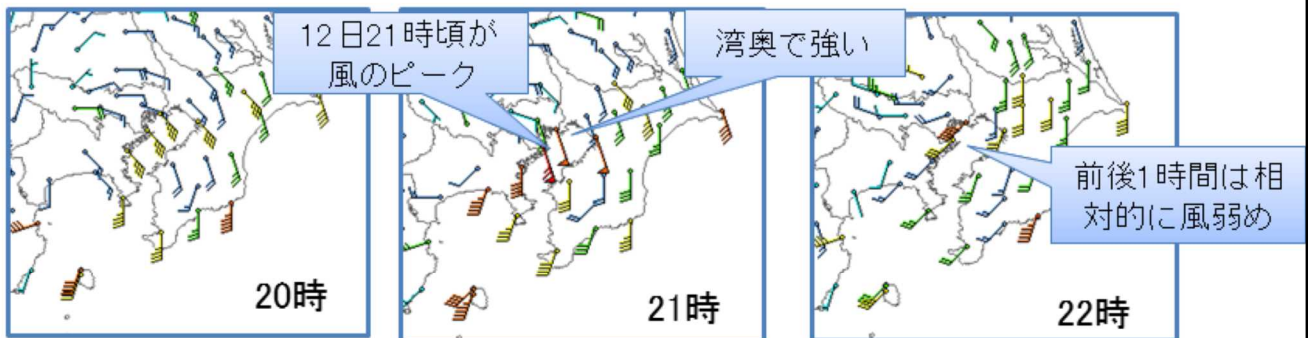 12日21時頃が
風のピーク
湾奥で強い
前後1時間は相
対的に風弱め
20時
21時
22時